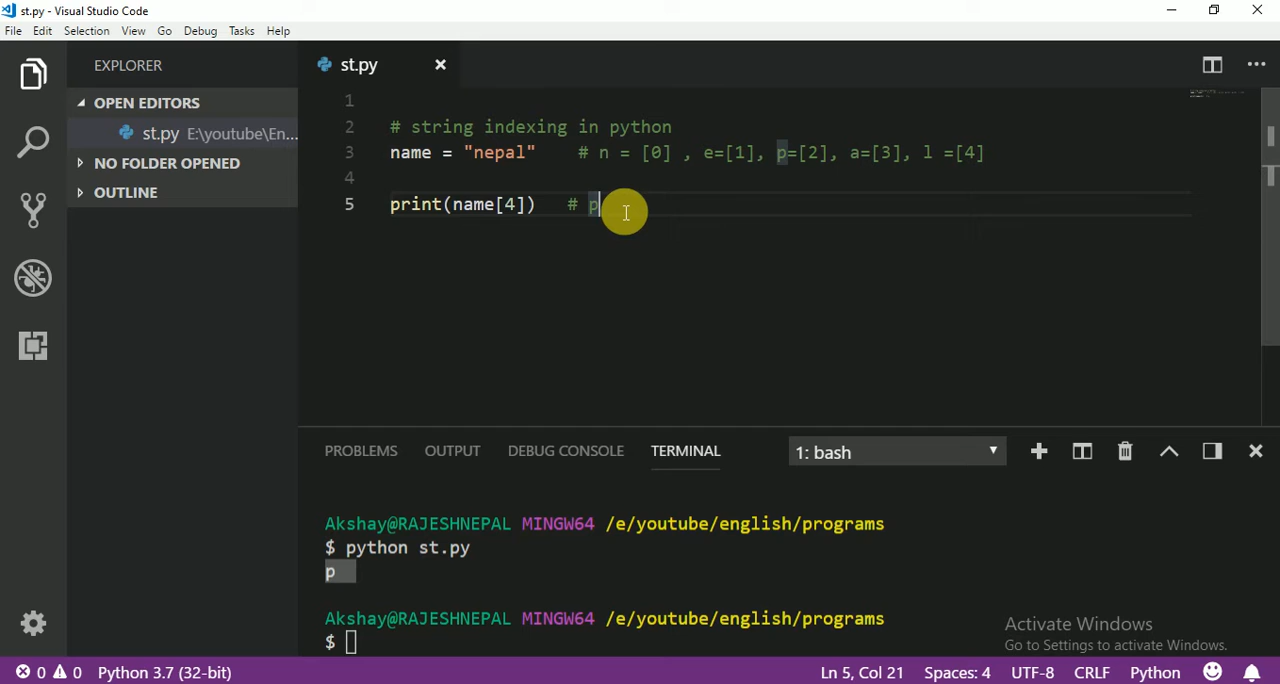 st.py - Visual Studio Code
File Edit Selection View Go Debug Tasks Help
EXPLORER
st.py
OPEN EDITORS
st.py E:\youtube\En...
NO FOLDER OPENED
OUTLINE
1
2 # string indexing in python
3 name = "nepal" # n = [0] , e=[1], p=[2], a=[3], l =[4]
4
5 print(name[4]) # p
PROBLEMS OUTPUT DEBUG CONSOLE TERMINAL 1: bash
Akshay@RAJESHNEPAL MINGW64 /e/youtube/english/programs
$ python st.py
p
Akshay@RAJESHNEPAL MINGW64 /e/youtube/english/programs
$
Activate Windows
Go to Settings to activate Windows.
0 0 Python 3.7 (32-bit) Ln 5, Col 21 Spaces: 4 UTF-8 CRLF Python